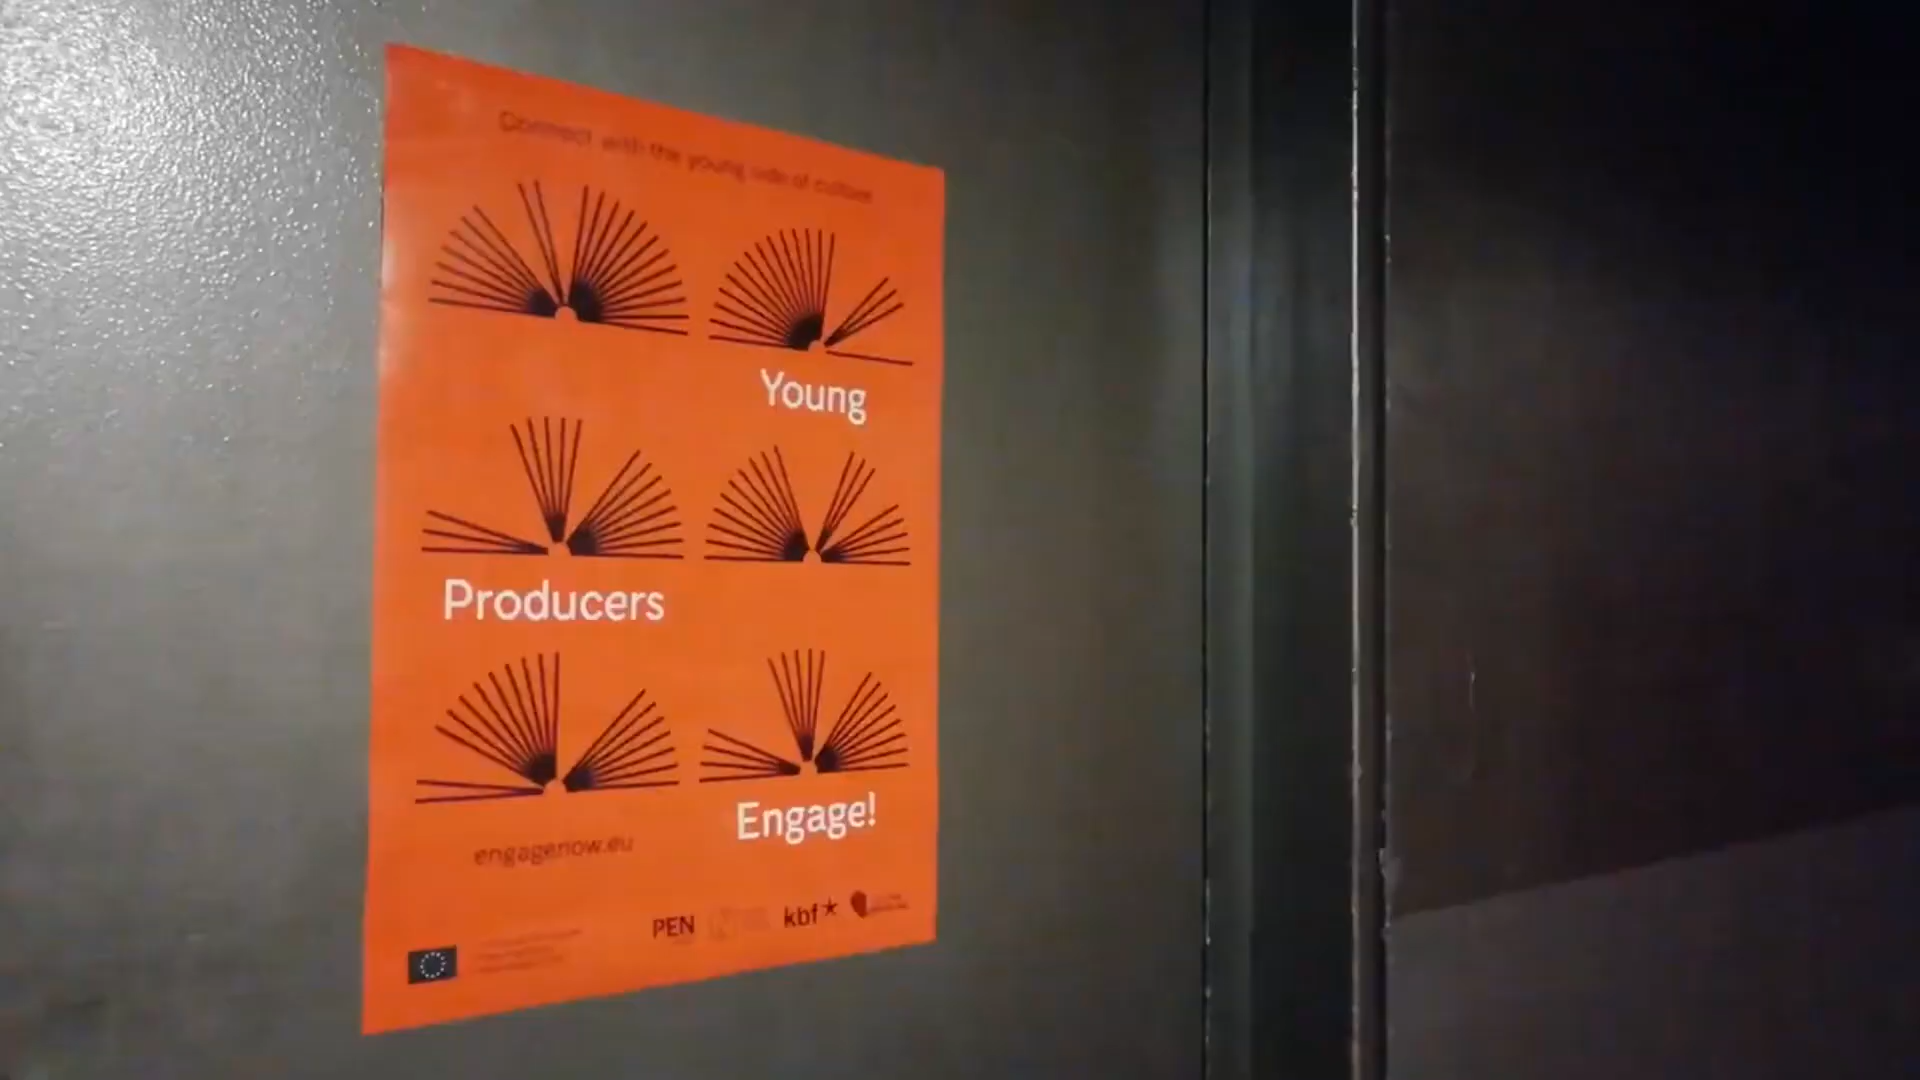 Connect with the young side of culture
Young
Producers
Engage!
engagenow.eu
PEN
kbf*